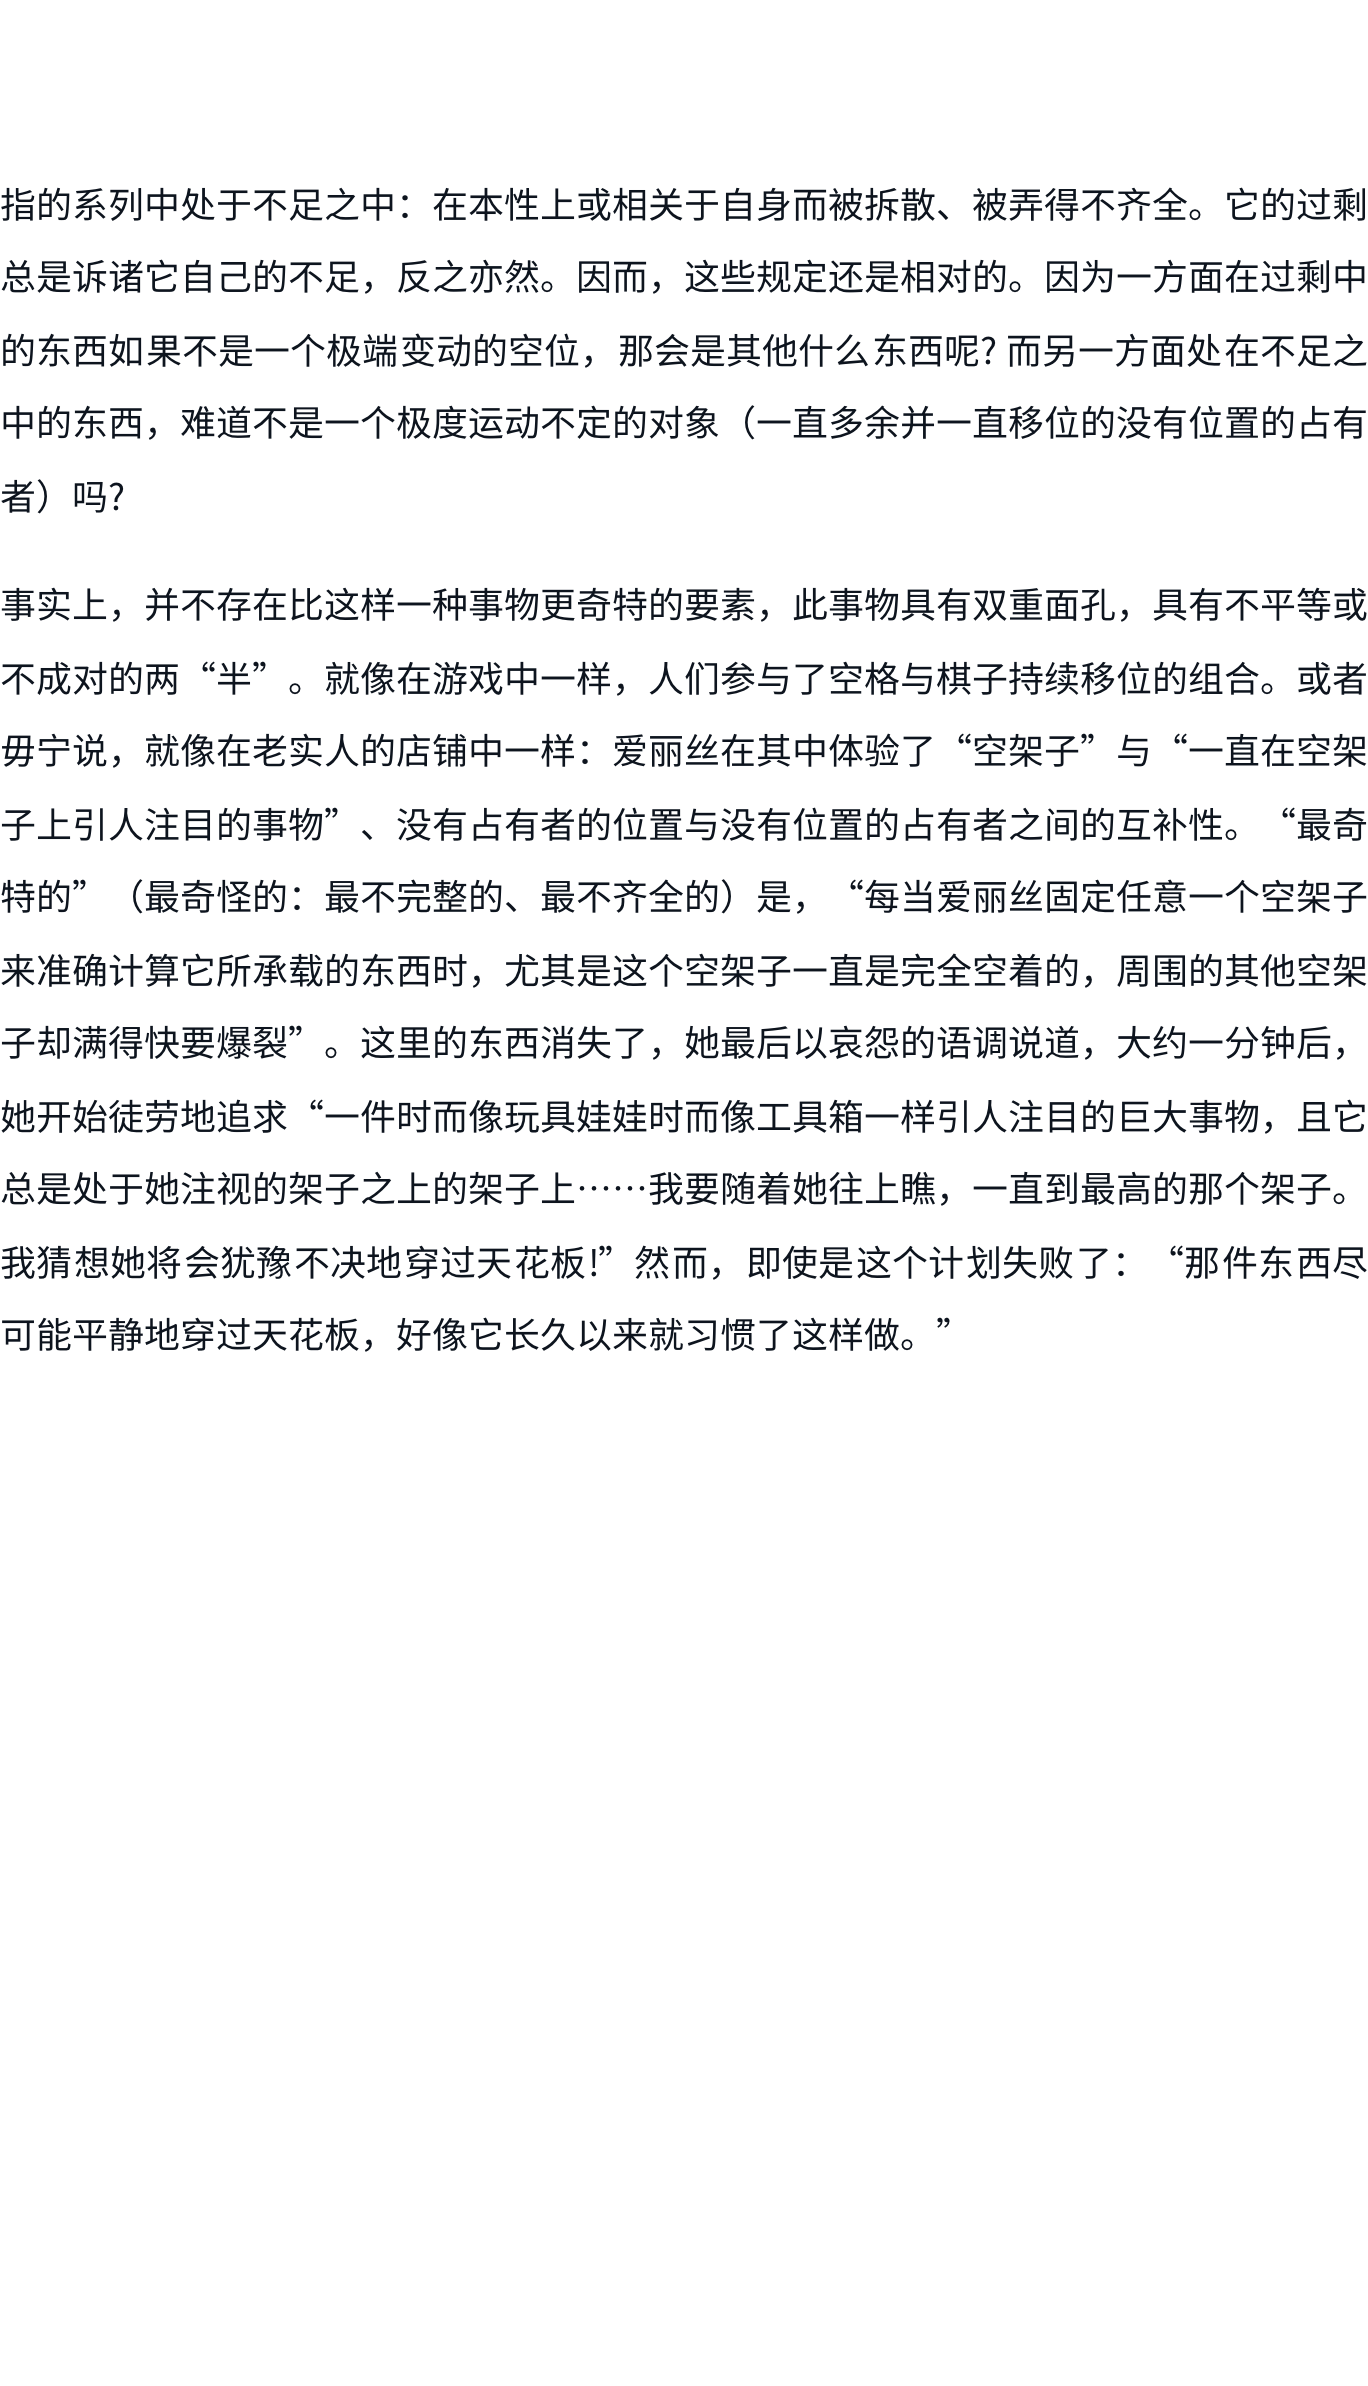 指的系列中处于不足之中：在本性上或相关于自身而被拆散、被弄得不齐全。它的过剩
总是诉诸它自己的不足，反之亦然。因而，这些规定还是相对的。因为一方面在过剩中
的东西如果不是一个极端变动的空位，那会是其他什么东西呢? 而另一方面处在不足之
中的东西，难道不是一个极度运动不定的对象（一直多余并一直移位的没有位置的占有
者）吗?
事实上，并不存在比这样一种事物更奇特的要素，此事物具有双重面孔，具有不平等或
不成对的两“半”。就像在游戏中一样，人们参与了空格与棋子持续移位的组合。或者
毋宁说，就像在老实人的店铺中一样：爱丽丝在其中体验了“空架子”与“一直在空架
子上引人注目的事物”、没有占有者的位置与没有位置的占有者之间的互补性。“最奇
特的”（最奇怪的：最不完整的、最不齐全的）是，“每当爱丽丝固定任意一个空架子
来准确计算它所承载的东西时，尤其是这个空架子一直是完全空着的，周围的其他空架
子却满得快要爆裂”。这里的东西消失了，她最后以哀怨的语调说道，大约一分钟后，
她开始徒劳地追求“一件时而像玩具娃娃时而像工具箱一样引人注目的巨大事物，且它
总是处于她注视的架子之上的架子上······我要随着她往上瞧，一直到最高的那个架子。
我猜想她将会犹豫不决地穿过天花板!”然而，即使是这个计划失败了：“那件东西尽
可能平静地穿过天花板，好像它长久以来就习惯了这样做。”